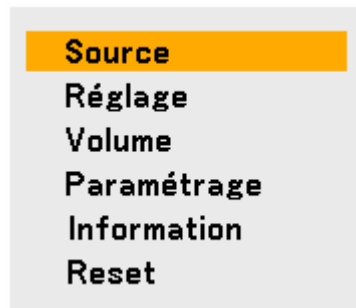 Source
Réglage
Volume
Paramétrage
Information
Reset